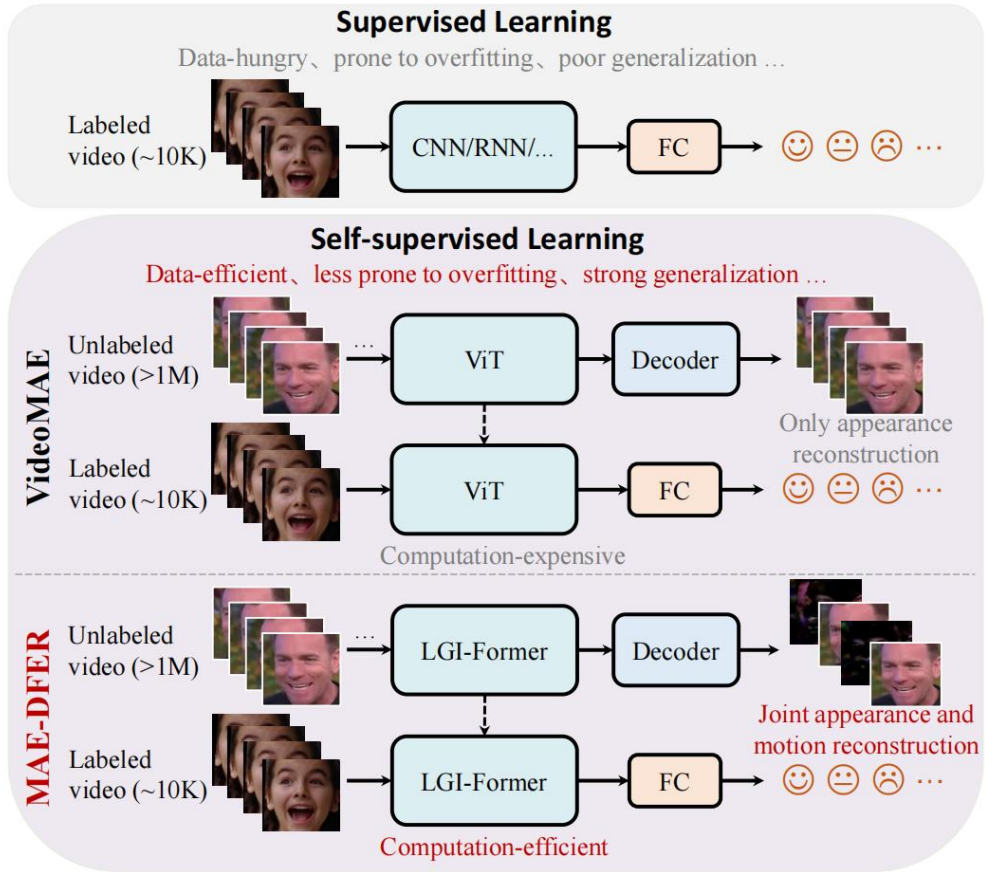 Supervised Learning
Data-hungry、prone to overfitting、poor generalization ...
Labeled
video (~10K)
CNN/RNN/...
FC
...
Self-supervised Learning
Data-efficient、less prone to overfitting、strong generalization ...
VideoMAE
Unlabeled
video (>1M)
...
ViT
Decoder
Only appearance
reconstruction
Labeled
video (~10K)
ViT
FC
...
Computation-expensive
MAE-DFER
Unlabeled
video (>1M)
...
LGI-Former
Decoder
Joint appearance and
motion reconstruction
Labeled
video (~10K)
LGI-Former
FC
...
Computation-efficient